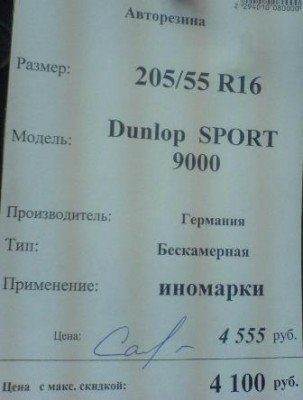 Авторезина
Размер: 205/55 R16
Модель: Dunlop SPORT
9000
Производитель: Германия
Тип: Бескамерная
Применение: иномарки
Цена: 4 555 руб.
Цена с макс. скидкой: 4 100 руб.